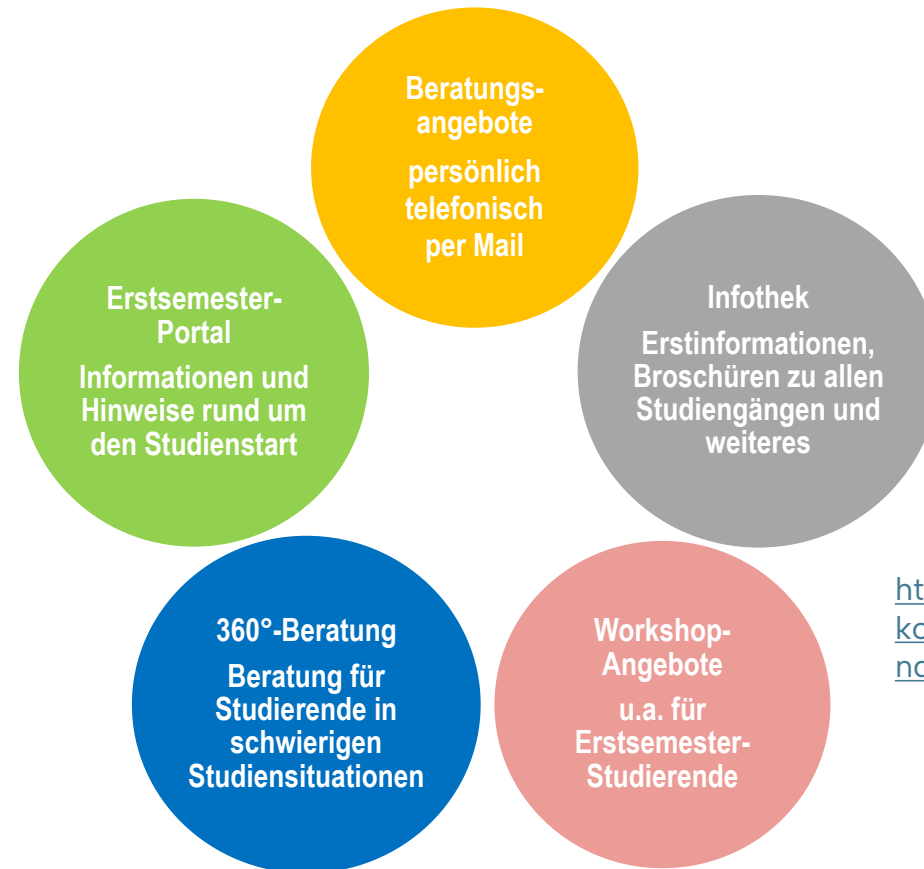 Beratungs-
angebote
persönlich
telefonisch
per Mail
Erstsemester-
Portal
Informationen und
Hinweise rund um
den Studienstart
Infothek
Erstinformationen,
Broschüren zu allen
Studiengängen und
weiteres
360°-Beratung
Beratung für
Studierende in
schwierigen
Studiensituationen
Workshop-
Angebote
u.a. für
Erstsemester-
Studierende